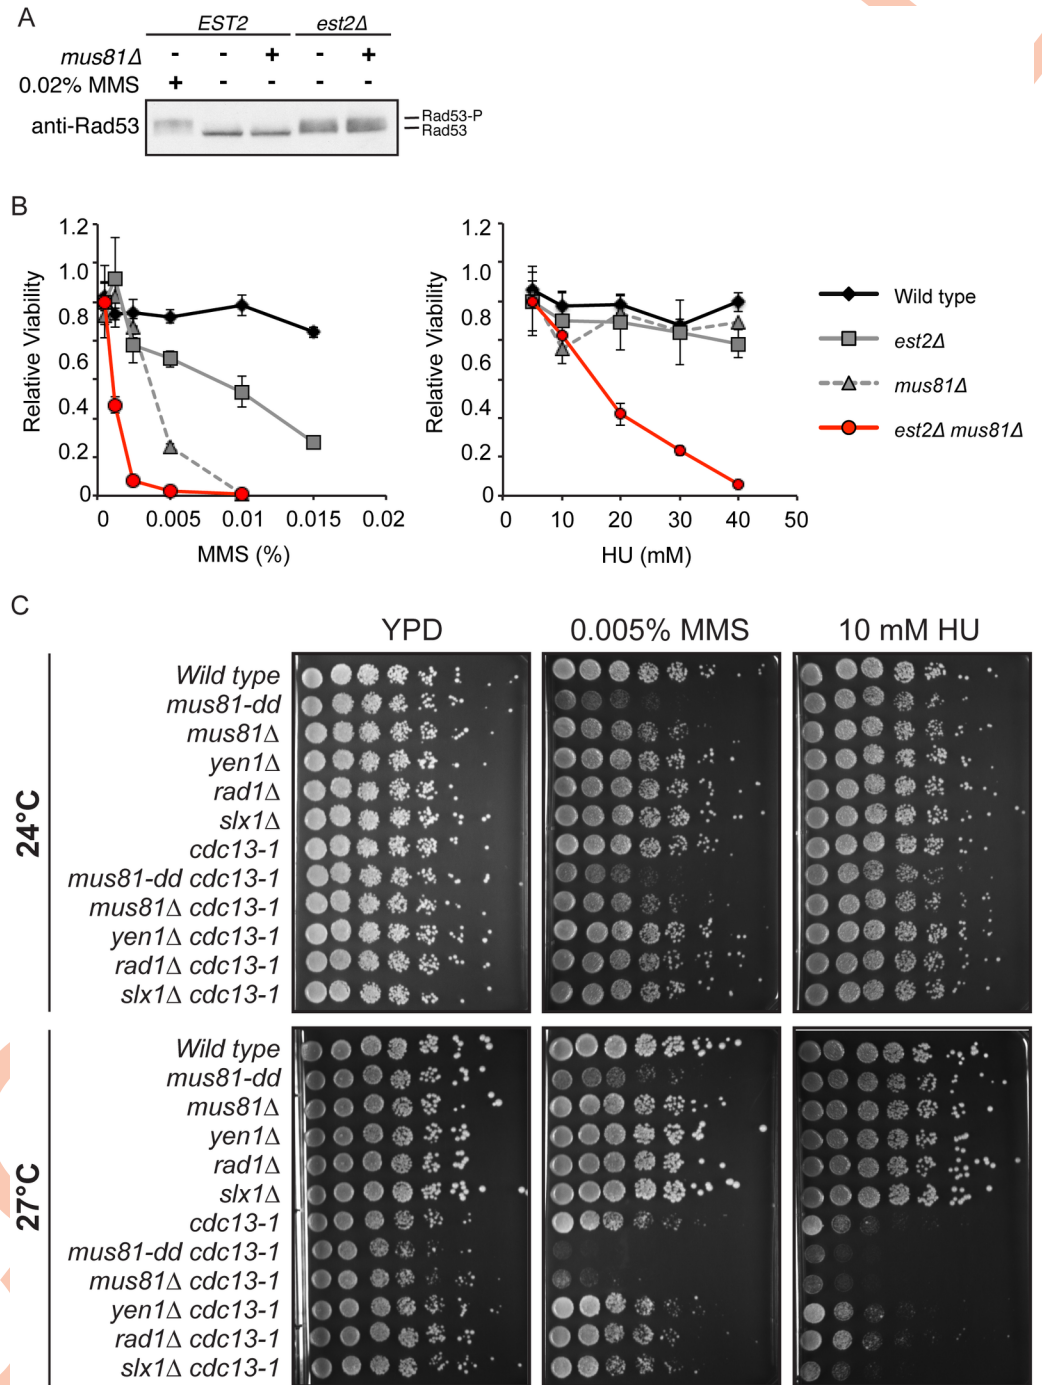 A
EST2 est2Δ
mus81Δ - - + - +
0.02% MMS + - - - -
anti-Rad53
Rad53-P
Rad53
B
Relative Viability
1.2
1.0
0.8
0.6
0.4
0.2
0
0 0.005 0.01 0.015 0.02
MMS (%)
Relative Viability
1.2
1.0
0.8
0.6
0.4
0.2
0
0 10 20 30 40 50
HU (mM)
Wild type
est2Δ
mus81Δ
est2Δ mus81Δ
C
YPD 0.005% MMS 10 mM HU
24°C
Wild type
mus81-dd
mus81Δ
yen1Δ
rad1Δ
slx1Δ
cdc13-1
mus81-dd cdc13-1
mus81Δ cdc13-1
yen1Δ cdc13-1
rad1Δ cdc13-1
slx1Δ cdc13-1
27°C
Wild type
mus81-dd
mus81Δ
yen1Δ
rad1Δ
slx1Δ
cdc13-1
mus81-dd cdc13-1
mus81Δ cdc13-1
yen1Δ cdc13-1
rad1Δ cdc13-1
slx1Δ cdc13-1